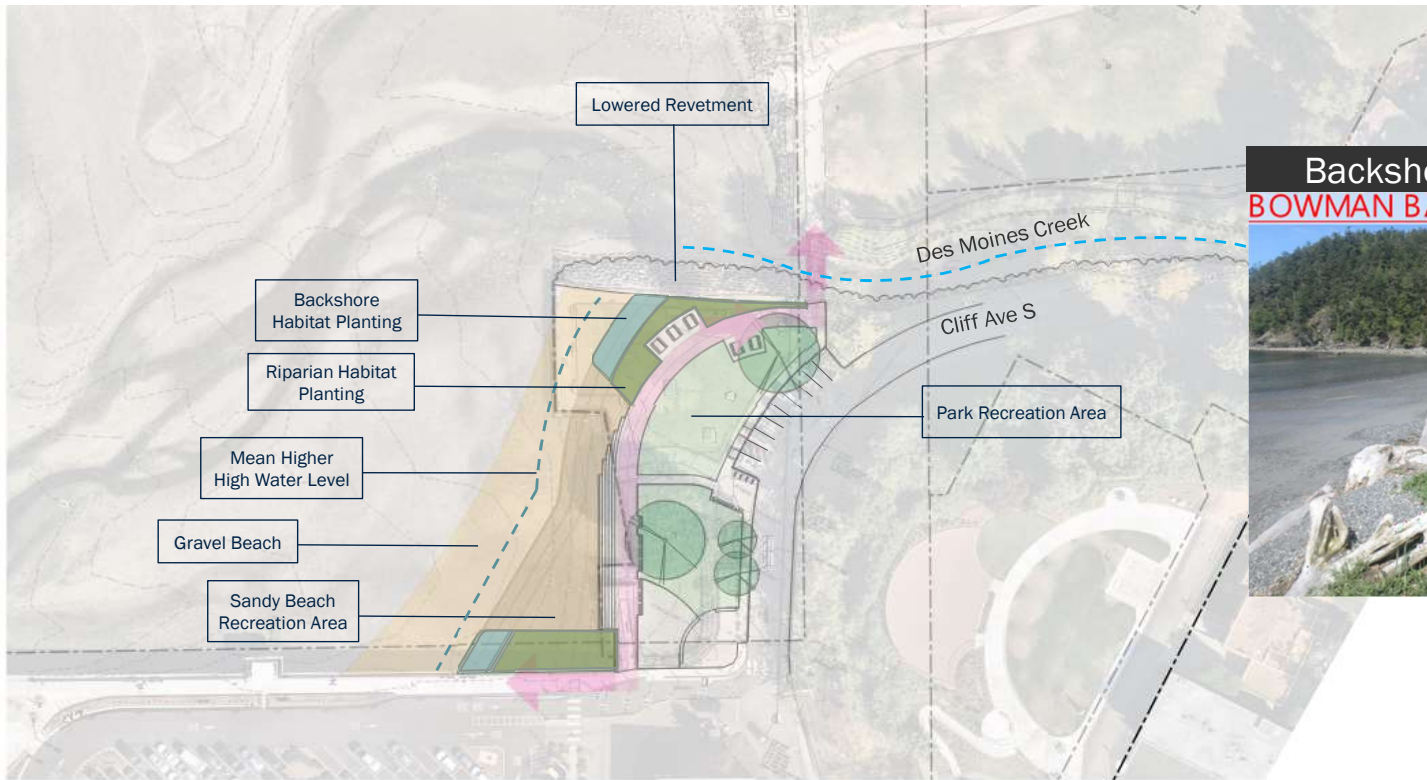 Lowered Revetment
Des Moines Creek
Cliff Ave S
Backshore
Habitat Planting
Riparian Habitat
Planting
Mean Higher
High Water Level
Gravel Beach
Sandy Beach
Recreation Area
Park Recreation Area
Backsho
BOWMAN BA